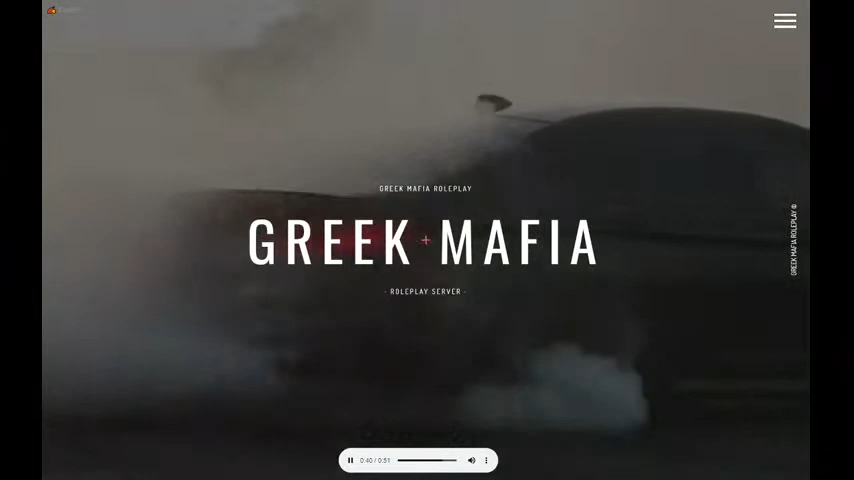 GREEK MAFIA ROLEPLAY
GREEK + MAFIA
- ROLEPLAY SERVER -
GREEK MAFIA ROLEPLAY ©
0:40 / 0:51